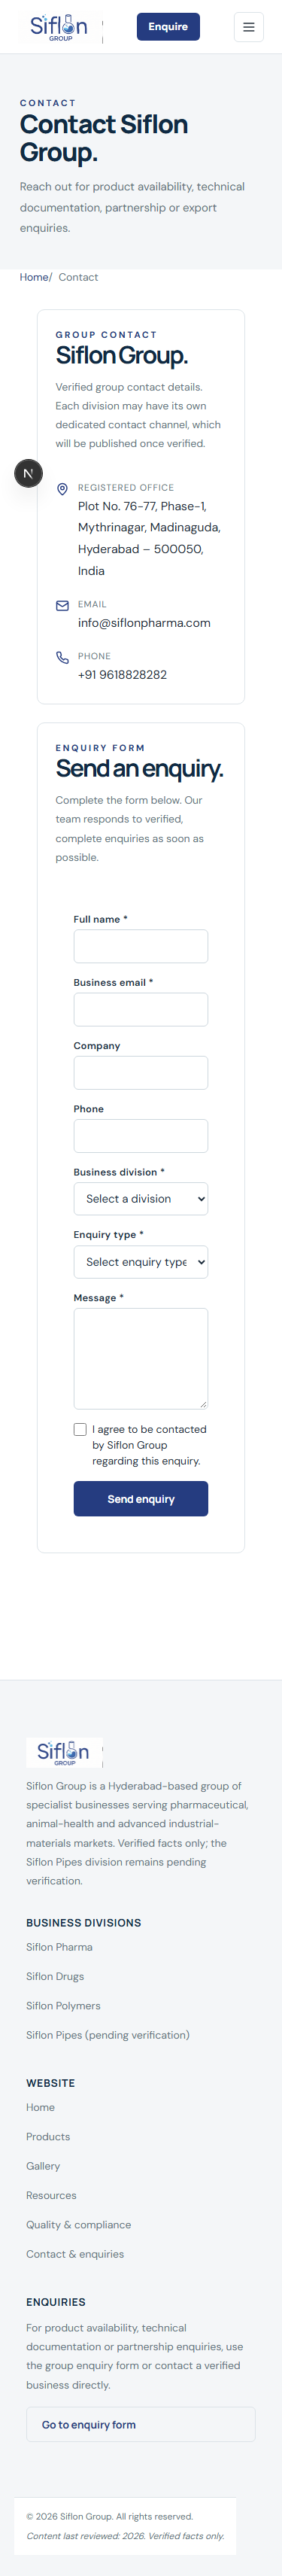 Siflon
GROUP
Enquire
CONTACT
Contact Siflon
Group.
Reach out for product availability, technical
documentation, partnership or export
enquiries.
Home/ Contact
GROUP CONTACT
Siflon Group.
Verified group contact details.
Each division may have its own
dedicated contact channel, which
will be published once verified.
N
REGISTERED OFFICE
Plot No. 76-77, Phase-1,
Mythrinagar, Madinaguda,
Hyderabad – 500050,
India
EMAIL
info@siflonpharma.com
PHONE
+91 9618828282
ENQUIRY FORM
Send an enquiry.
Complete the form below. Our
team responds to verified,
complete enquiries as soon as
possible.
Full name *
Business email *
Company
Phone
Business division *
Select a division
Enquiry type *
Select enquiry type
Message *
I agree to be contacted
by Siflon Group
regarding this enquiry.
Send enquiry
Siflon
GROUP
Siflon Group is a Hyderabad-based group of
specialist businesses serving pharmaceutical,
animal-health and advanced industrial-
materials markets. Verified facts only; the
Siflon Pipes division remains pending
verification.
BUSINESS DIVISIONS
Siflon Pharma
Siflon Drugs
Siflon Polymers
Siflon Pipes (pending verification)
WEBSITE
Home
Products
Gallery
Resources
Quality & compliance
Contact & enquiries
ENQUIRIES
For product availability, technical
documentation or partnership enquiries, use
the group enquiry form or contact a verified
business directly.
Go to enquiry form
© 2026 Siflon Group. All rights reserved.
Content last reviewed: 2026. Verified facts only.